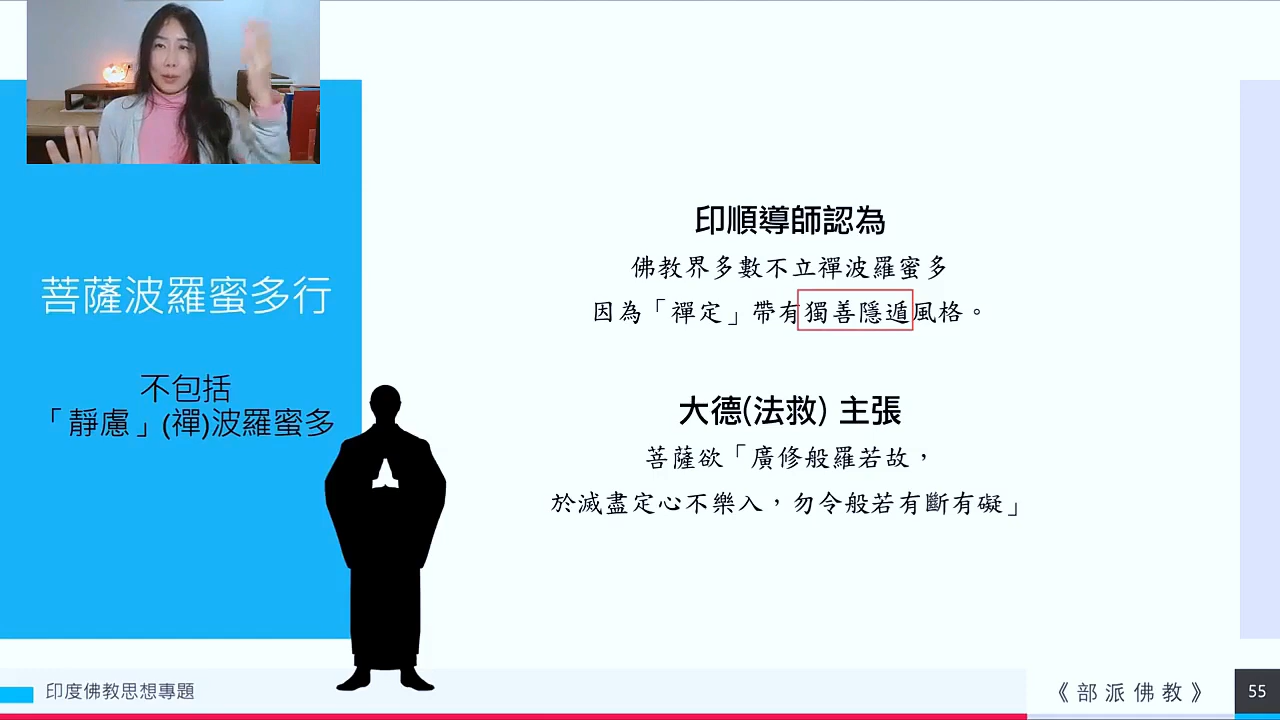 菩薩波羅蜜多行
不包括
「靜慮」(禪)波羅蜜多
印順導師認為
佛教界多數不立禪波羅蜜多
因為「禪定」帶有獨善隱遁風格。
大德(法救) 主張
菩薩欲「廣修般羅若故，
於滅盡定心不樂入，勿令般若有斷有礙」
印度佛教思想專題
《部派佛教》
55